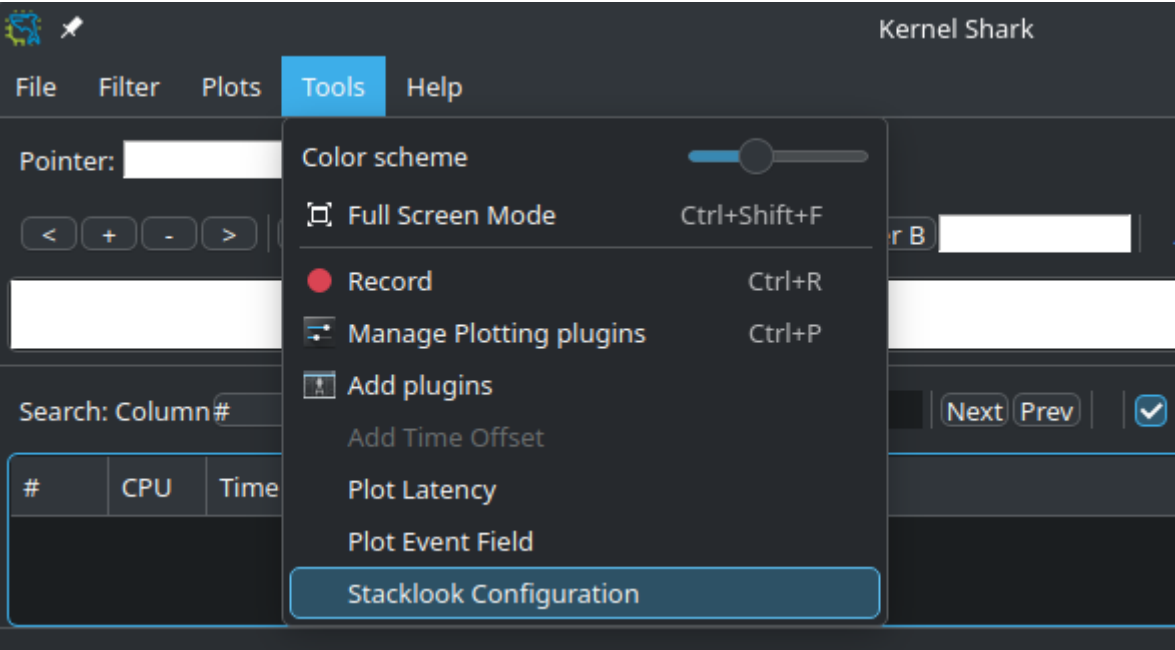 Kernel Shark
File Filter Plots Tools Help
Pointer:
Color scheme
Full Screen Mode Ctrl+Shift+F
< + - > r B
Record Ctrl+R
Manage Plotting plugins Ctrl+P
Add plugins
Search: Column # Next Prev
Add Time Offset
# CPU Time
Plot Latency
Plot Event Field
Stacklook Configuration